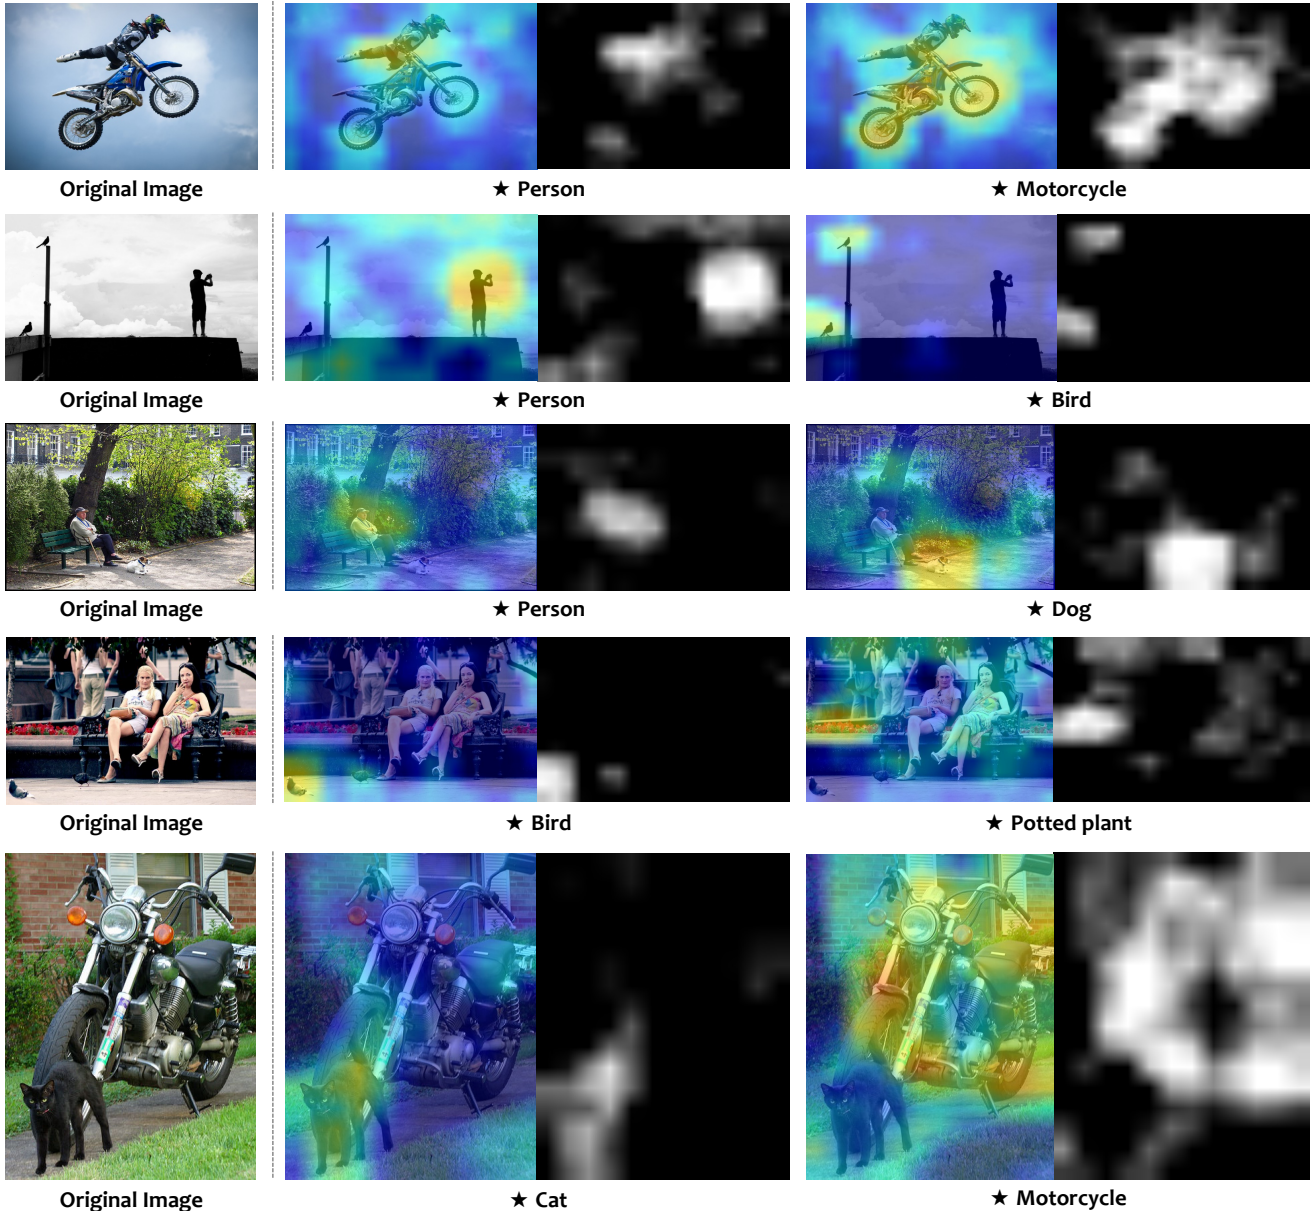 Original Image
★ Person
★ Motorcycle
Original Image
★ Person
★ Bird
Original Image
★ Person
★ Dog
Original Image
★ Bird
★ Potted plant
Original Image
★ Cat
★ Motorcycle